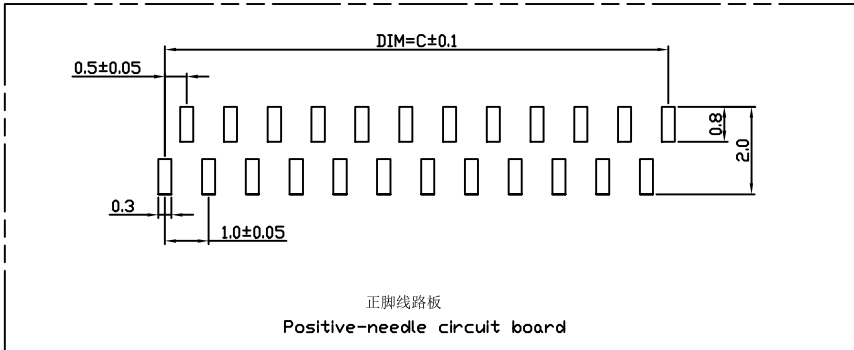 DIM=C±0.1
0.5±0.05
0.8
2.0
0.3
1.0±0.05
正脚线路板
Positive-needle circuit board